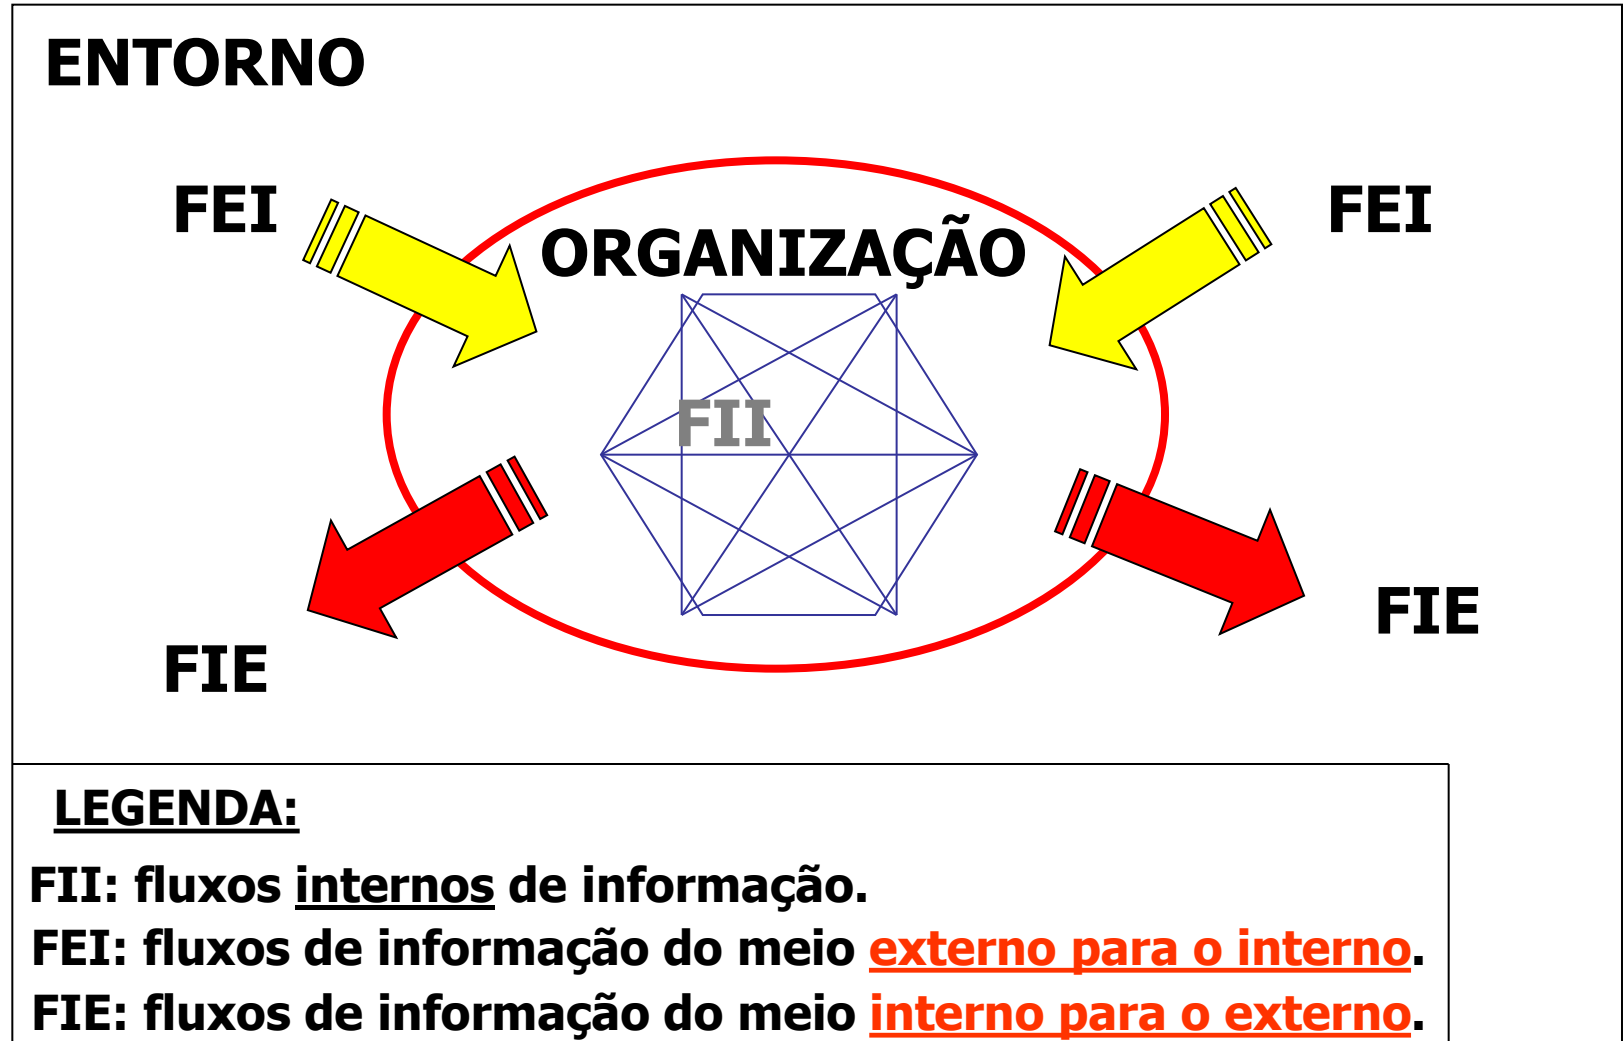 ENTORNO
FEI
FEI
ORGANIZAÇÃO
FII
FIE
FIE
LEGENDA:
FII: fluxos internos de informação.
FEI: fluxos de informação do meio externo para o interno.
FIE: fluxos de informação do meio interno para o externo.